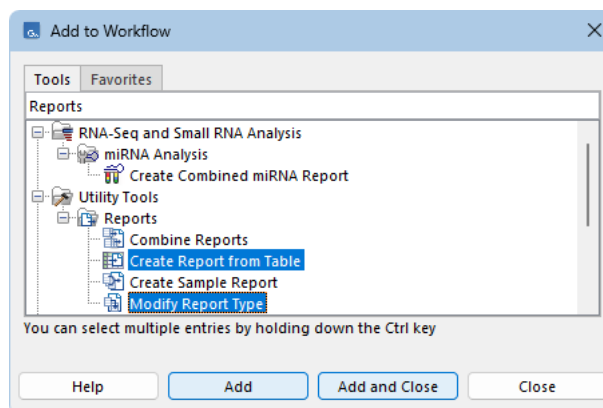 Add to Workflow
Tools Favorites
Reports
RNA-Seq and Small RNA Analysis
miRNA Analysis
Create Combined miRNA Report
Utility Tools
Reports
Combine Reports
Create Report from Table
Create Sample Report
Modify Report Type
You can select multiple entries by holding down the Ctrl key
Help Add Add and Close Close